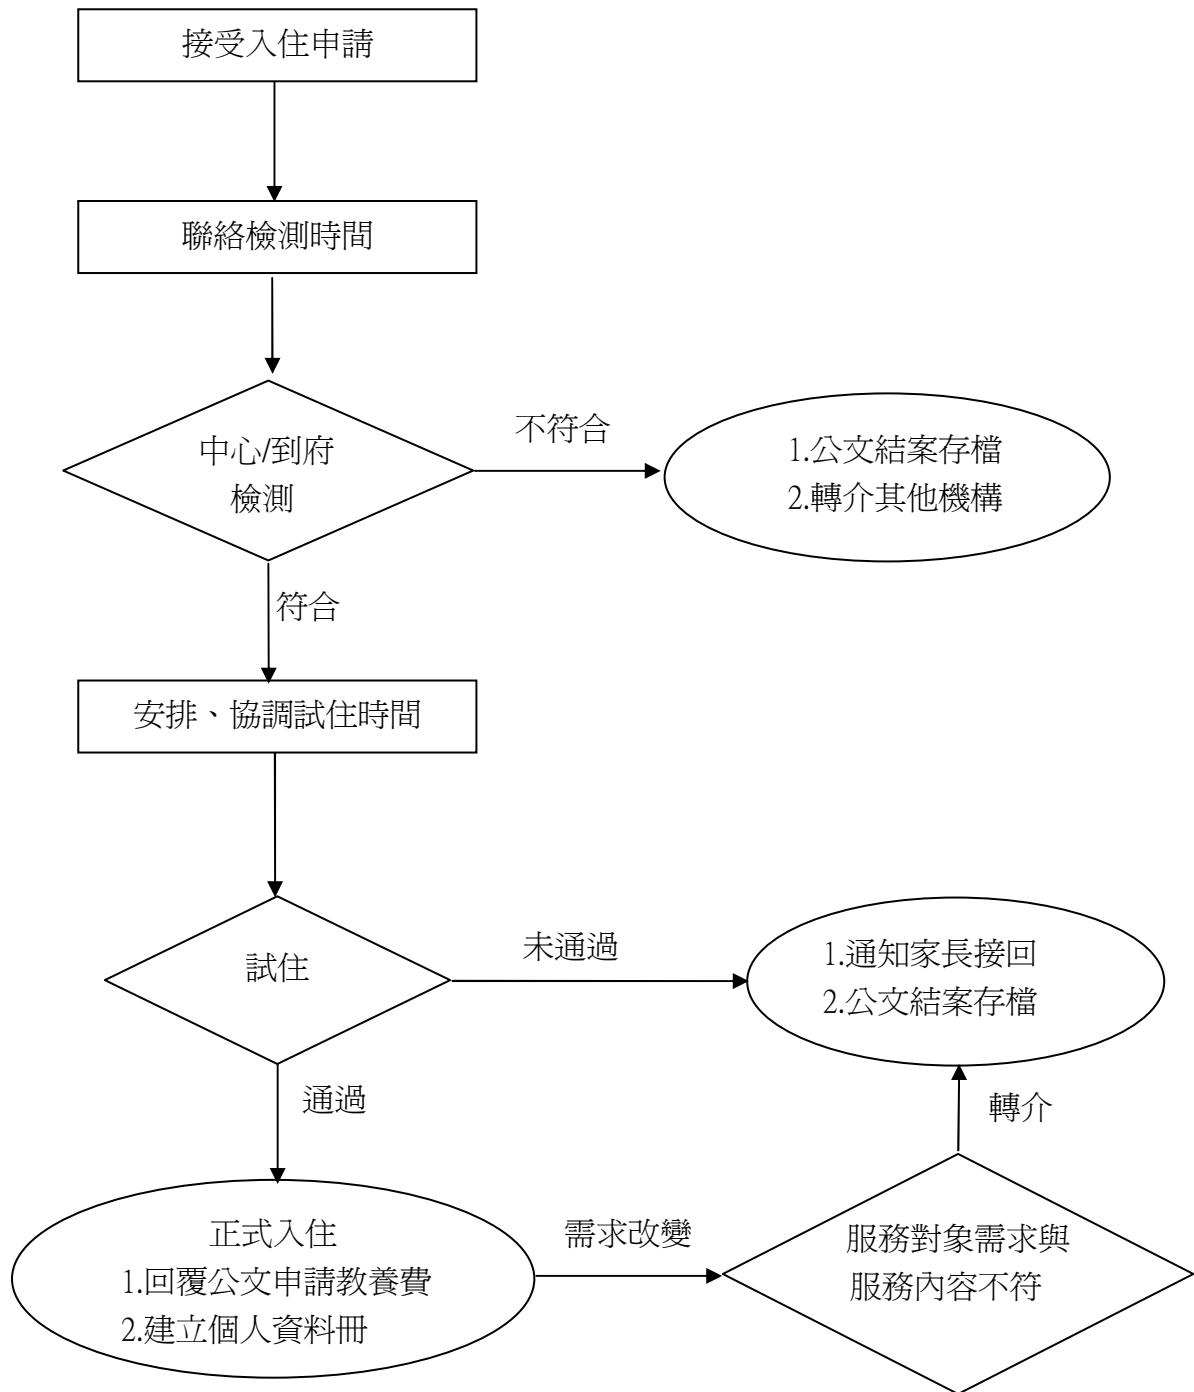 接受入住申請
聯絡檢測時間
中心/到府
檢測
不符合
1.公文結案存檔
2.轉介其他機構
符合
安排、協調試住時間
試住
未通過
1.通知家長接回
2.公文結案存檔
通過
轉介
正式入住
1.回覆公文申請教養費
2.建立個人資料冊
需求改變
服務對象需求與
服務內容不符